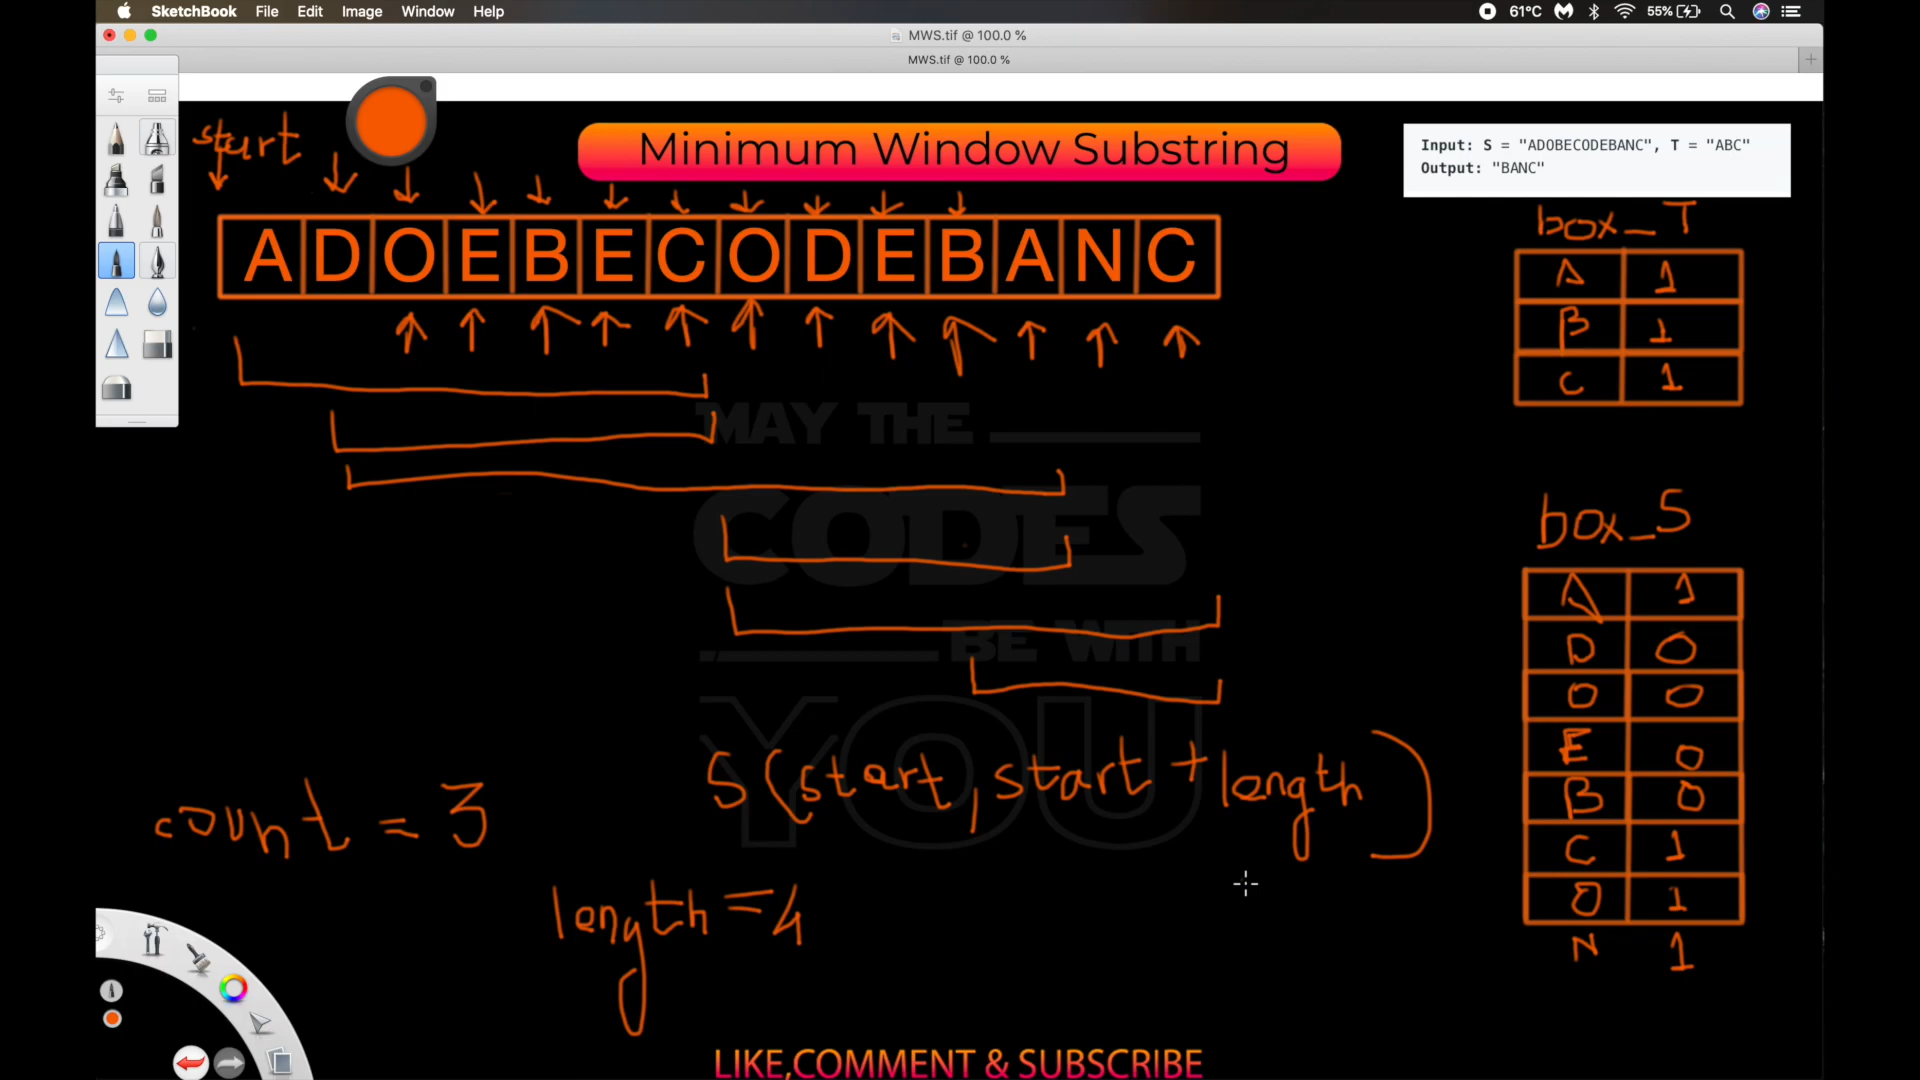 SketchBook File Edit Image Window Help 61°C 55%
MWS.tif @ 100.0 %
MWS.tif @ 100.0 %
start
Minimum Window Substring
Input: S = "ADOBECODEBANC", T = "ABC"
Output: "BANC"
A D O E B E C O D E B A N C
box_T
A 1
B 1
C 1
MAY THE
CODES
BE WITH
YOU
box_S
A 1
D 0
O 0
E 0
B 0
C 1
O 1
N 1
S(start, start + length)
count = 3
length = 4
LIKE,COMMENT & SUBSCRIBE